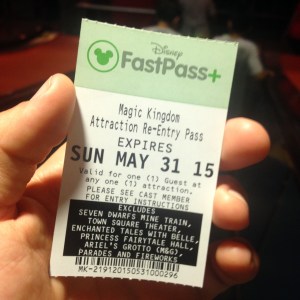 Disney
FastPass+
Magic Kingdom
Attraction Re-Entry Pass
EXPIRES
SUN MAY 31 15
Valid for one (1) Guest at
any one (1) attraction.
PLEASE SEE CAST MEMBER
FOR ENTRY INSTRUCTIONS
EXCLUDES
SEVEN DWARFS MINE TRAIN,
TOWN SQUARE THEATER,
ENCHANTED TALES WITH BELLE,
PRINCESS FAIRYTALE HALL,
ARIEL'S GROTTO (M&G),
PARADES AND FIREWORKS
MK-219120150531000296